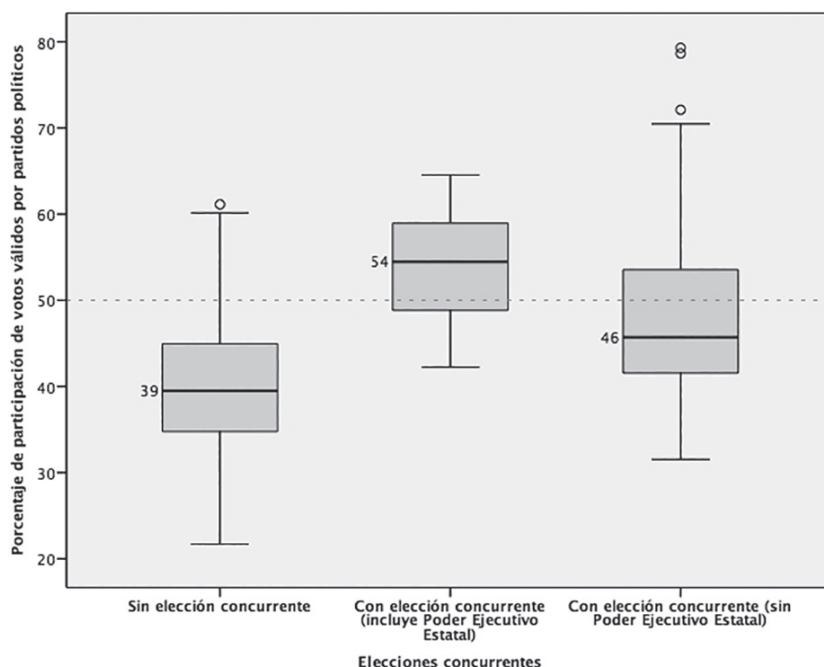 Porcentaje de participación de votos válidos por partidos políticos
80
70
60
50
40
30
20
39
54
46
Sin elección concurrente
Con elección concurrente
(incluye Poder Ejecutivo
Estatal)
Con elección concurrente (sin
Poder Ejecutivo Estatal)
Elecciones concurrentes